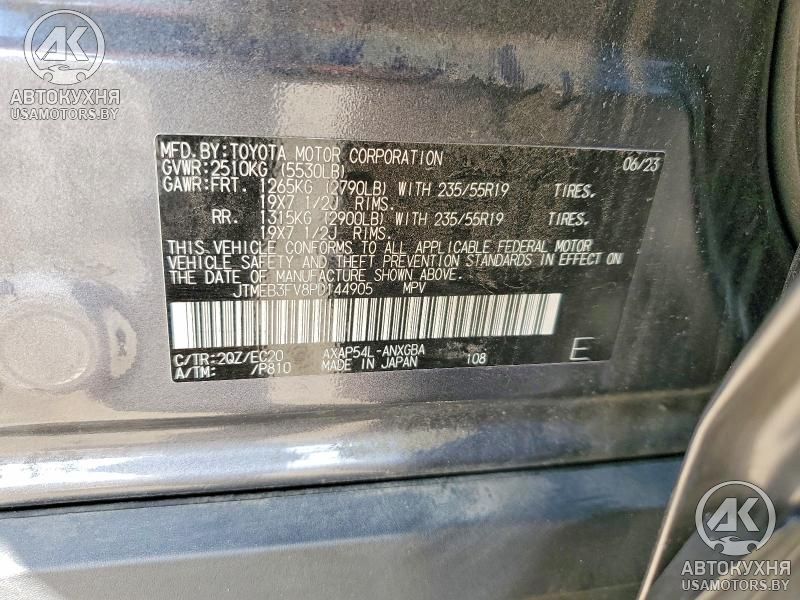 AK
АВТОКУХНЯ
USAMOTORS.BY
MFD.BY:TOYOTA MOTOR CORPORATION 06/23
GVWR:2510KG (5530LB)
GAWR:FRT. 1265KG (2790LB) WITH 235/55R19 TIRES,
19X7 1/2J RIMS.
RR. 1315KG (2900LB) WITH 235/55R19 TIRES,
19X7 1/2J RIMS.
THIS VEHICLE CONFORMS TO ALL APPLICABLE FEDERAL MOTOR
VEHICLE SAFETY AND THEFT PREVENTION STANDARDS IN EFFECT ON
THE DATE OF MANUFACTURE SHOWN ABOVE.
JTMEB3FV8PD144905 MPV
C/TR:2QZ/EC20 AXAP54L-ANXGBA 108 E
A/TM: /P810 MADE IN JAPAN
AK
АВТОКУХНЯ
USAMOTORS.BY